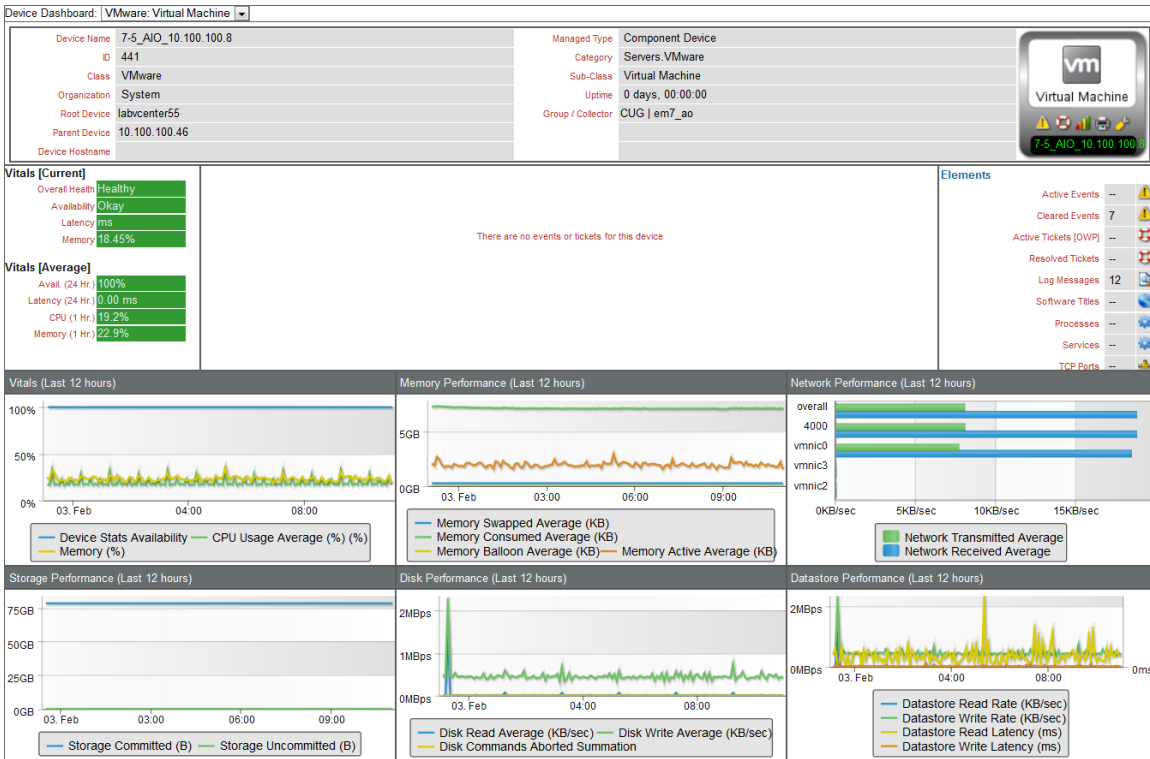 Device Dashboard: VMware: Virtual Machine
Device Name 7-5_AIO_10.100.100.8 Managed Type Component Device
ID 441 Category Servers.VMware
Class VMware Sub-Class Virtual Machine
Organization System Uptime 0 days, 00:00:00
Root Device labvcenter55 Group / Collector CUG | em7_ao
Parent Device 10.100.100.46
Device Hostname
vm
Virtual Machine
7-5_AIO_10.100.100.8
Vitals [Current]
Overall Health Healthy
Availability Okay
Latency ms
Memory 18.45%
Vitals [Average]
Avail. (24 Hr.) 100%
Latency (24 Hr.) 0.00 ms
CPU (1 Hr.) 19.2%
Memory (1 Hr.) 22.9%
There are no events or tickets for this device
Elements
Active Events --
Cleared Events 7
Active Tickets [OWP] --
Resolved Tickets --
Log Messages 12
Software Titles --
Processes --
Services --
TCP Ports --
Vitals (Last 12 hours)
100%
50%
0%
03. Feb 04:00 08:00
Device Stats Availability CPU Usage Average (%) (%)
Memory (%)
Memory Performance (Last 12 hours)
5GB
0GB
03. Feb 03:00 06:00 09:00
Memory Swapped Average (KB)
Memory Consumed Average (KB)
Memory Balloon Average (KB) Memory Active Average (KB)
Network Performance (Last 12 hours)
overall
4000
vmnic0
vmnic3
vmnic2
0KB/sec 5KB/sec 10KB/sec 15KB/sec
Network Transmitted Average
Network Received Average
Storage Performance (Last 12 hours)
75GB
50GB
25GB
0GB
03. Feb 03:00 06:00 09:00
Storage Committed (B) Storage Uncommitted (B)
Disk Performance (Last 12 hours)
2MBps
1MBps
0MBps
03. Feb 04:00 08:00
Disk Read Average (KB/sec) Disk Write Average (KB/sec)
Disk Commands Aborted Summation
Datastore Performance (Last 12 hours)
2MBps
0MBps 0ms
03. Feb 04:00 08:00
Datastore Read Rate (KB/sec)
Datastore Write Rate (KB/sec)
Datastore Read Latency (ms)
Datastore Write Latency (ms)